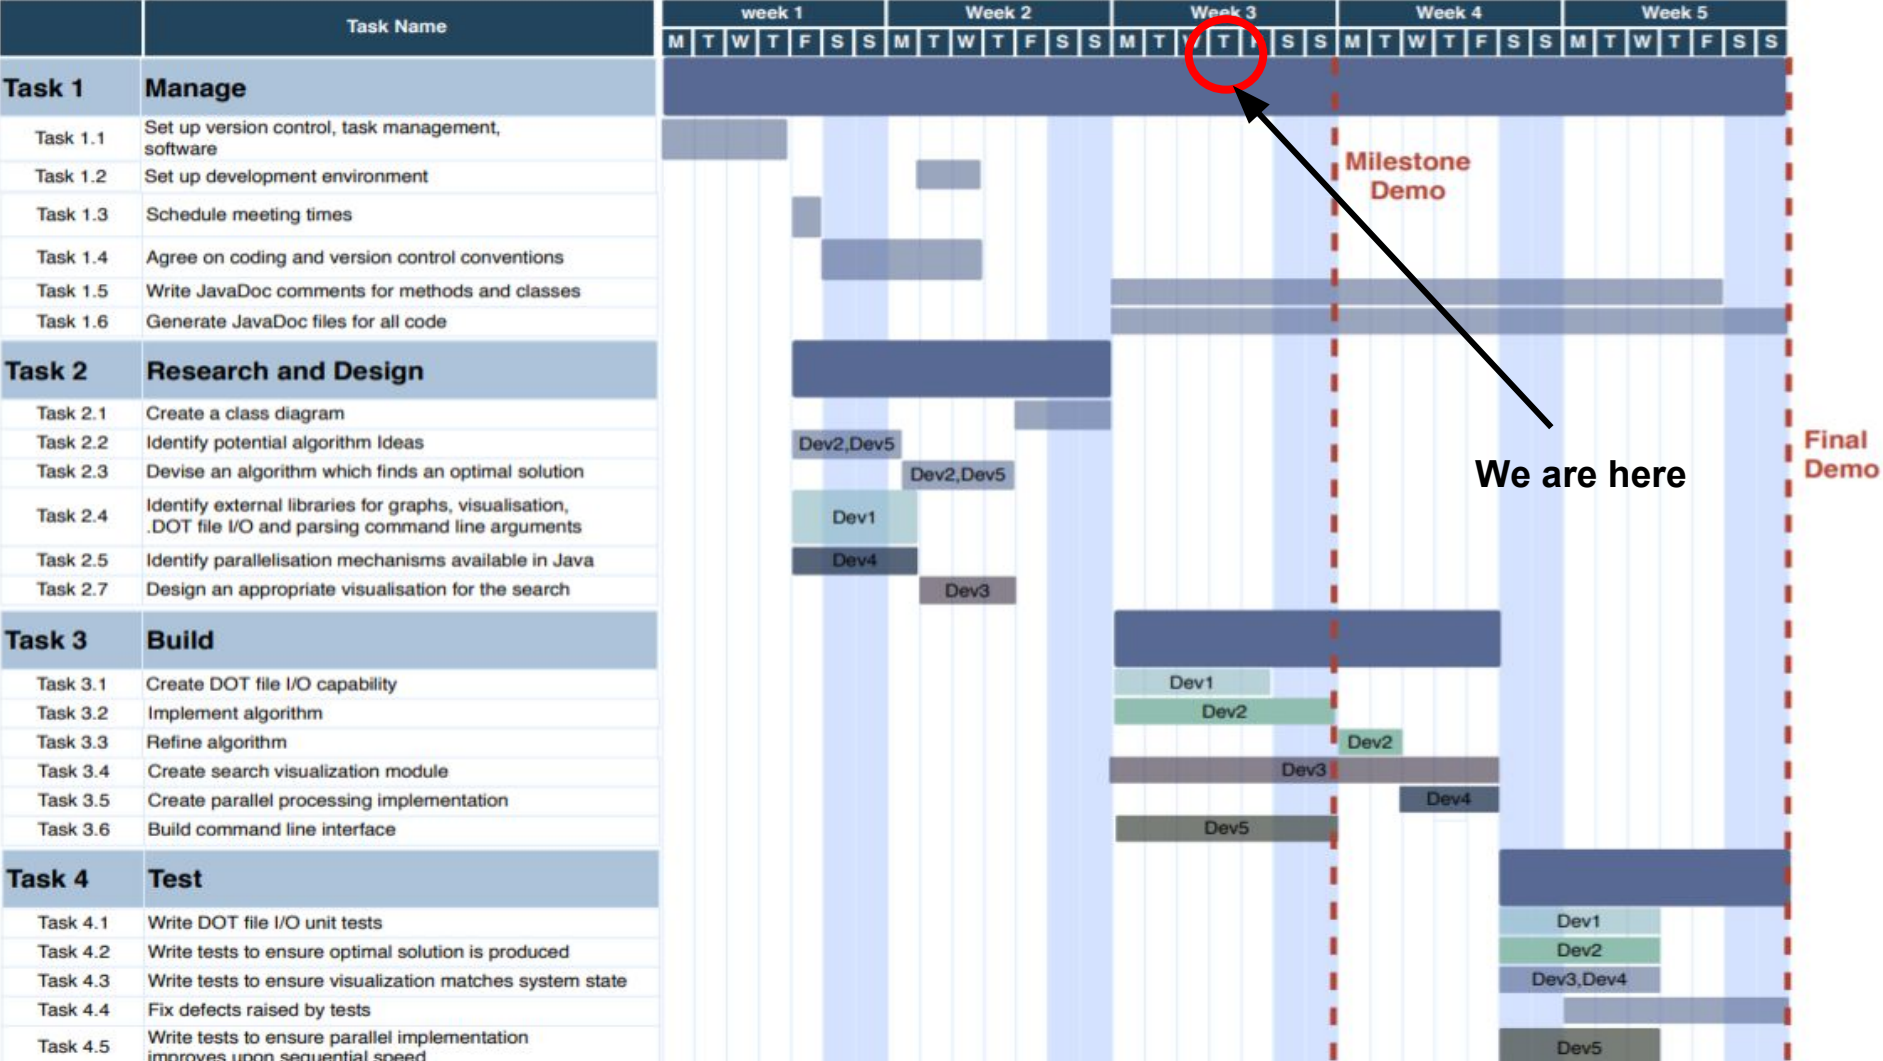 Task Name
week 1 Week 2 Week 3 Week 4 Week 5
M T W T F S S M T W T F S S M T W T F S S M T W T F S S M T W T F S S
Task 1 Manage
Task 1.1 Set up version control, task management,
software
Milestone
Demo
Task 1.2 Set up development environment
Task 1.3 Schedule meeting times
Task 1.4 Agree on coding and version control conventions
Task 1.5 Write JavaDoc comments for methods and classes
Task 1.6 Generate JavaDoc files for all code
Task 2 Research and Design
Task 2.1 Create a class diagram
Task 2.2 Identify potential algorithm Ideas Dev2,Dev5
Final
Demo
Task 2.3 Devise an algorithm which finds an optimal solution Dev2,Dev5
We are here
Task 2.4 Identify external libraries for graphs, visualisation,
.DOT file I/O and parsing command line arguments Dev1
Task 2.5 Identify parallelisation mechanisms available in Java Dev4
Task 2.7 Design an appropriate visualisation for the search Dev3
Task 3 Build
Task 3.1 Create DOT file I/O capability Dev1
Task 3.2 Implement algorithm Dev2
Task 3.3 Refine algorithm Dev2
Task 3.4 Create search visualization module Dev3
Task 3.5 Create parallel processing implementation Dev4
Task 3.6 Build command line interface Dev5
Task 4 Test
Task 4.1 Write DOT file I/O unit tests Dev1
Task 4.2 Write tests to ensure optimal solution is produced Dev2
Task 4.3 Write tests to ensure visualization matches system state Dev3,Dev4
Task 4.4 Fix defects raised by tests
Task 4.5 Write tests to ensure parallel implementation
improves upon sequential speed Dev5